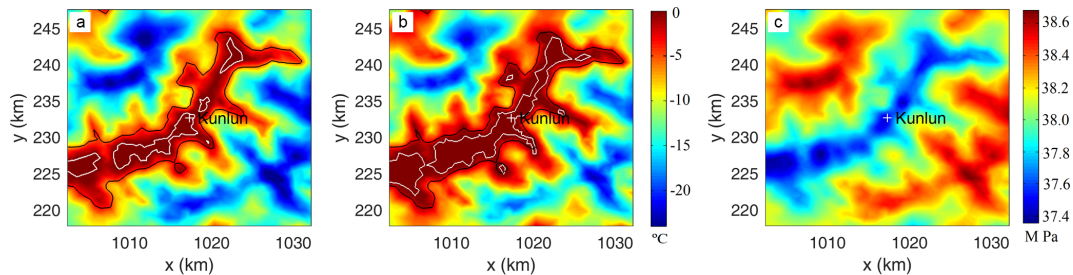 a
b
c
245
240
235
230
225
220
y (km)
1010
1020
1030
x (km)
Kunlun
245
240
235
230
225
220
y (km)
1010
1020
1030
x (km)
Kunlun
0
-5
-10
-15
-20
ºC
245
240
235
230
225
220
y (km)
1010
1020
1030
x (km)
Kunlun
38.6
38.4
38.2
38.0
37.8
37.6
37.4
M Pa